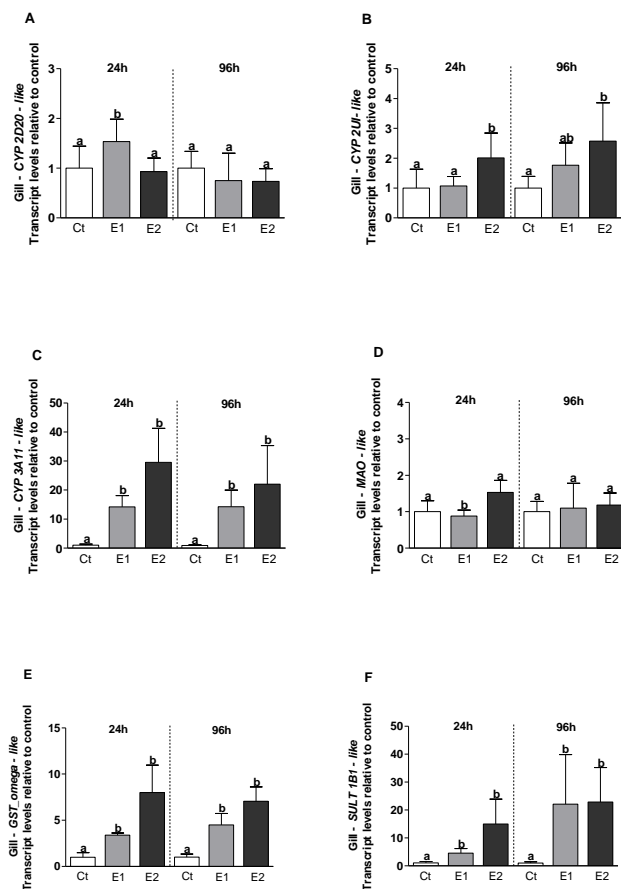 A
Gill - CYP 2D20 - like
Transcript levels relative to control
24h
96h
3
2
1
0
a
b
a
a
a
a
Ct
E1
E2
Ct
E1
E2
B
Gill - CYP 2UI- like
Transcript levels relative to control
24h
96h
5
4
3
2
1
0
a
a
b
a
ab
b
Ct
E1
E2
Ct
E1
E2
C
Gill - CYP 3A11 - like
Transcript levels relative to control
24h
96h
50
40
30
20
10
0
a
b
b
a
b
b
Ct
E1
E2
Ct
E1
E2
D
Gill - MAO - like
Transcript levels relative to control
24h
96h
4
3
2
1
0
a
b
a
a
a
a
Ct
E1
E2
Ct
E1
E2
E
Gill - GST_omega - like
Transcript levels relative to control
24h
96h
15
10
5
0
a
b
b
a
b
b
Ct
E1
E2
Ct
E1
E2
F
Gill - SULT 1B1 - like
Transcript levels relative to control
24h
96h
50
40
30
20
10
0
a
b
b
a
b
b
Ct
E1
E2
Ct
E1
E2